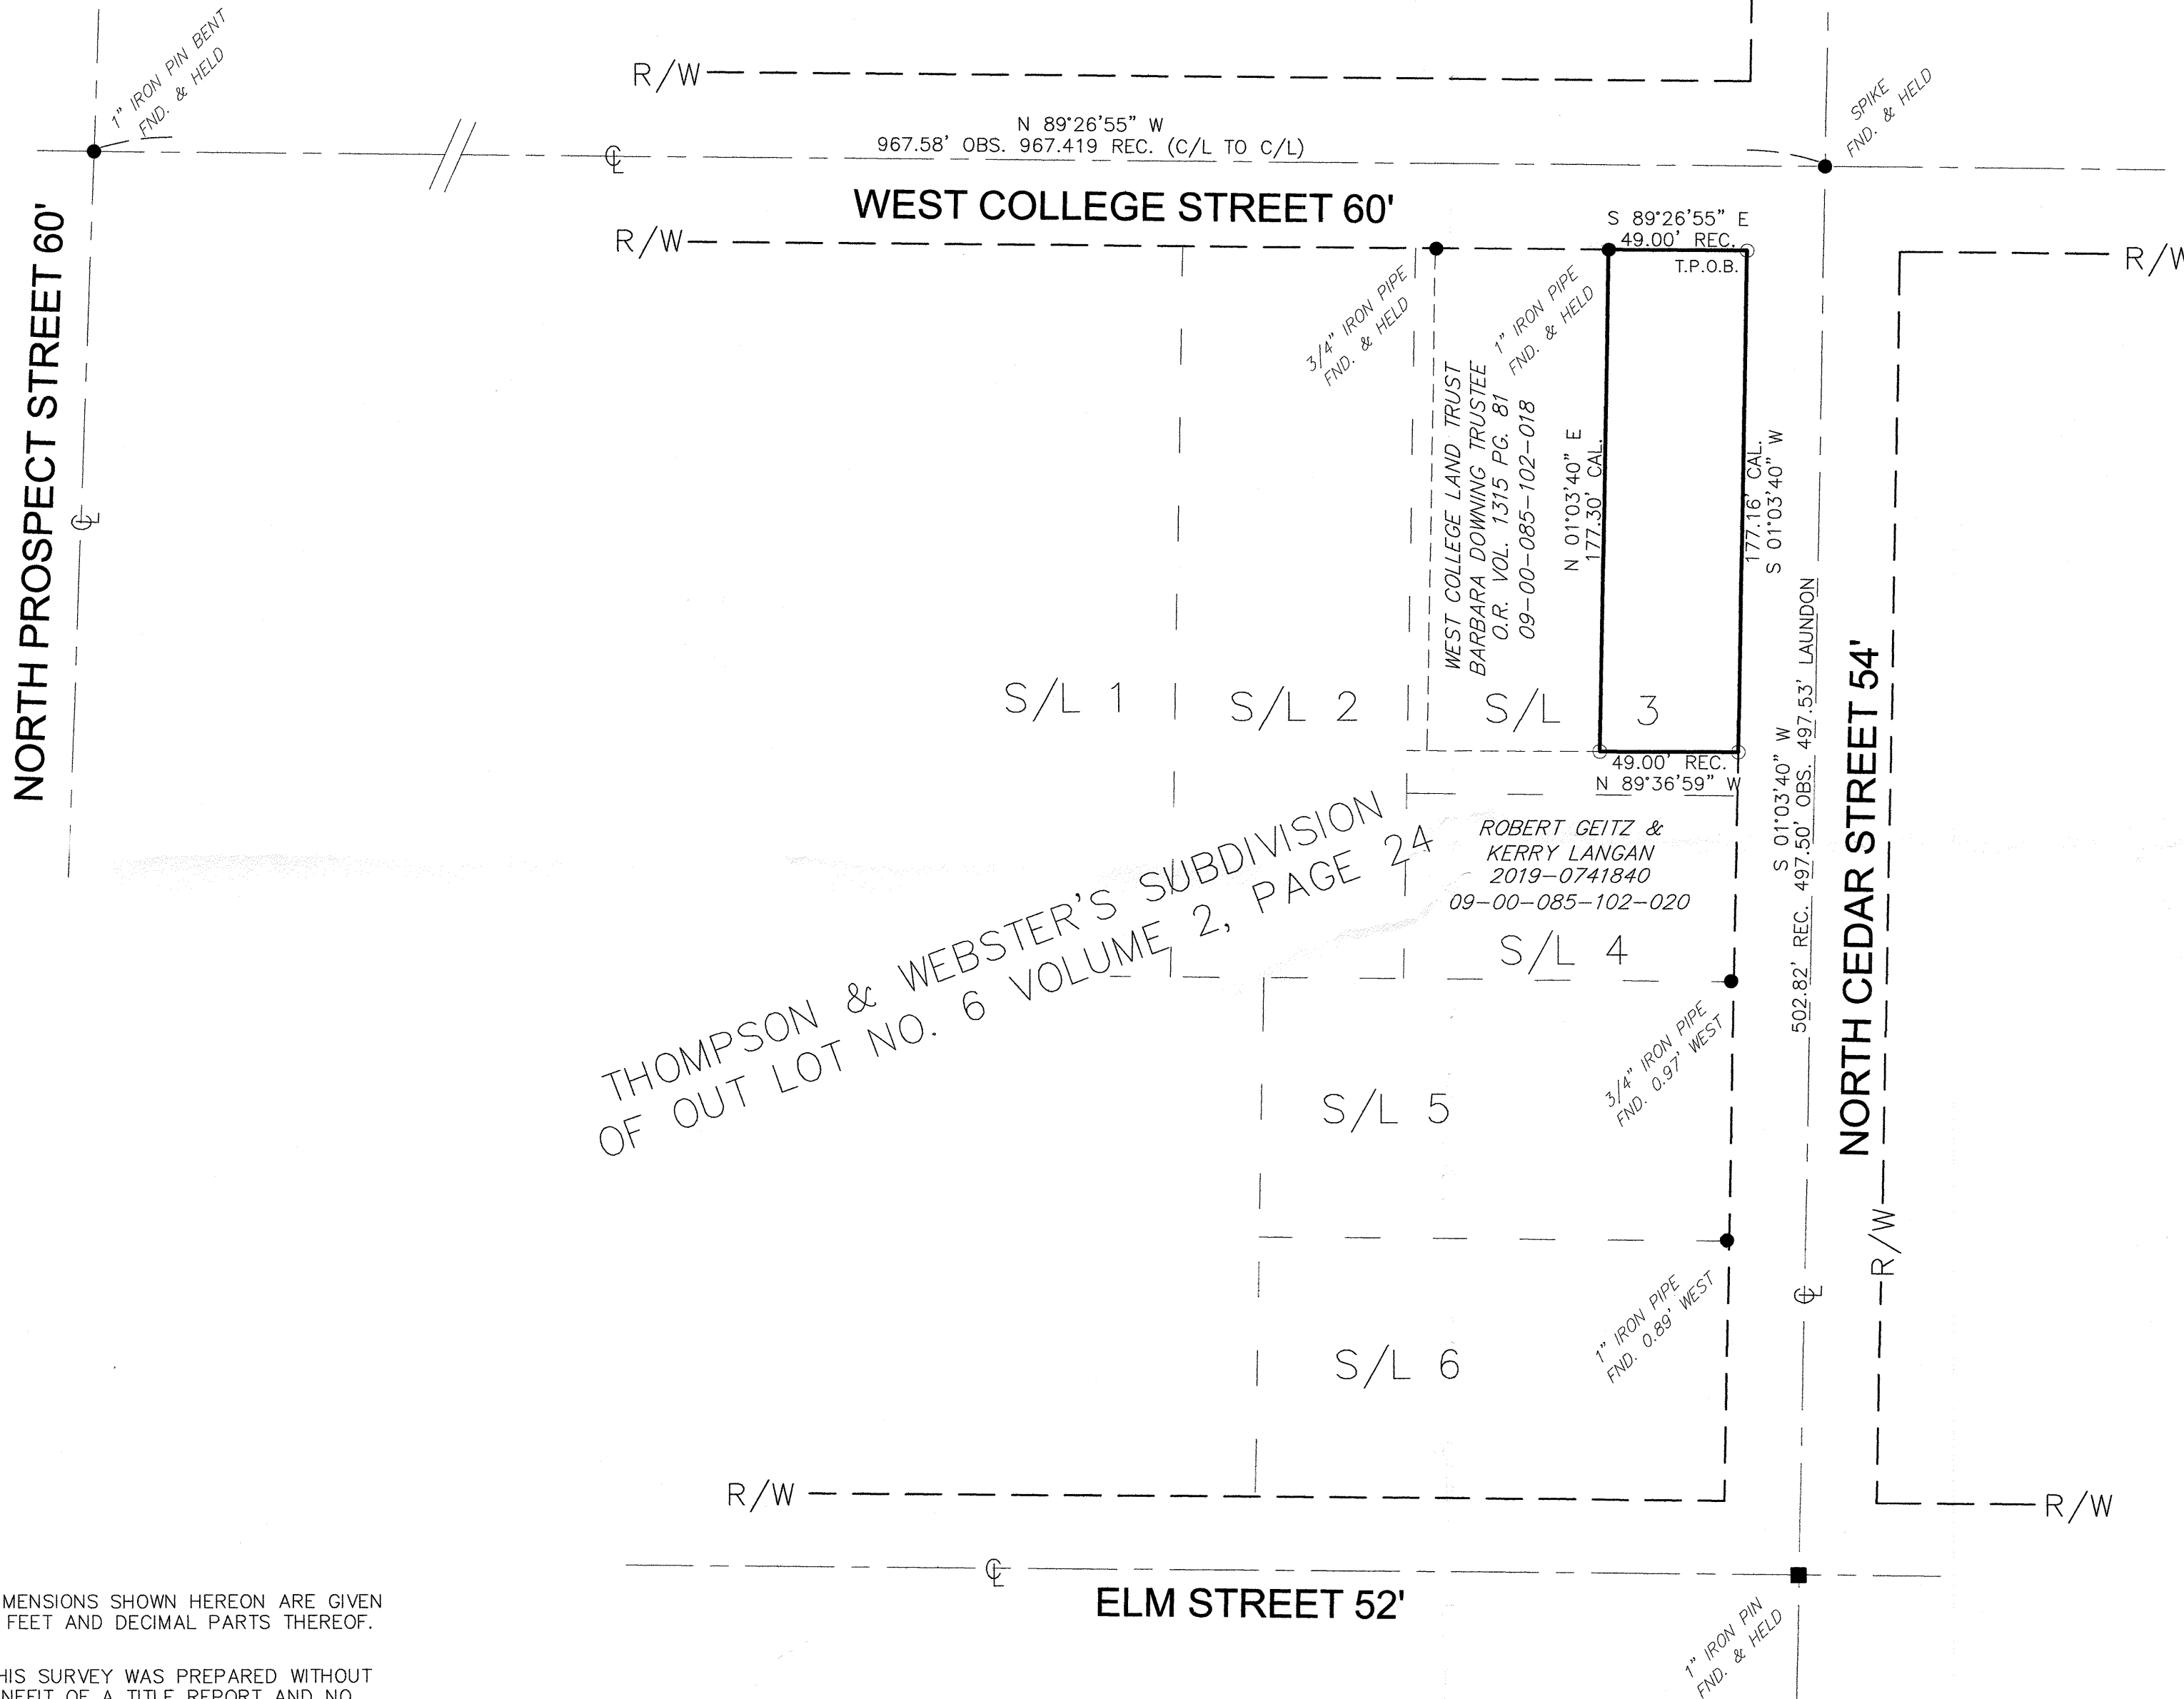 1" IRON PIN BENT
FND. & HELD
R/W
N 89°26'55" W
967.58' OBS. 967.419 REC. (C/L TO C/L)
SPIKE
FND. & HELD
WEST COLLEGE STREET 60'
R/W
S 89°26'55" E
49.00' REC.
T.P.O.B.
R/W
NORTH PROSPECT STREET 60'
3/4" IRON PIPE
FND. & HELD
1" IRON PIPE
FND. & HELD
WEST COLLEGE LAND TRUST
BARBARA DOWNING TRUSTEE
O.R. VOL. 1315 PG. 81
09-00-085-102-018
N 01°03'40" E
177.30' CAL.
177.16' CAL.
S 01°03'40" W
S/L 1
S/L 2
S/L 3
49.00' REC.
N 89°36'59" W
S 01°03'40" W
502.82' REC. 497.50' OBS. 497.53' LAUNDON
NORTH CEDAR STREET 54'
THOMPSON & WEBSTER'S SUBDIVISION
OF OUT LOT NO. 6 VOLUME 2, PAGE 24
ROBERT GEITZ &
KERRY LANGAN
2019-0741840
09-00-085-102-020
S/L 4
3/4" IRON PIPE
FND. 0.97' WEST
S/L 5
1" IRON PIPE
FND. 0.89' WEST
R/W
S/L 6
R/W
R/W
ELM STREET 52'
1" IRON PIN
FND. & HELD
MENSIONS SHOWN HEREON ARE GIVEN
FEET AND DECIMAL PARTS THEREOF.
HIS SURVEY WAS PREPARED WITHOUT
NEFIT OF A TITLE REPORT AND NO